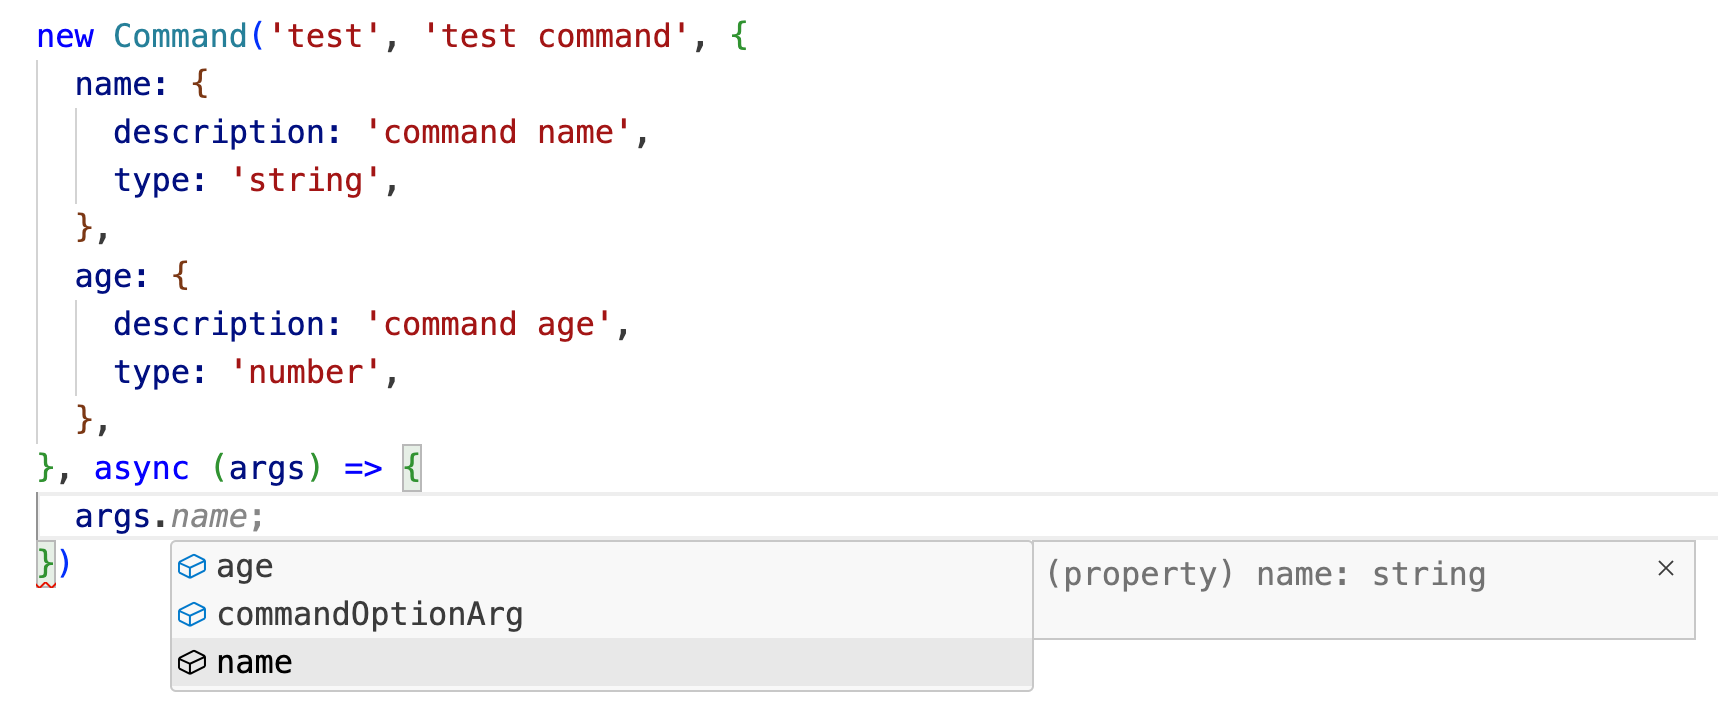 new Command('test', 'test command', {
name: {
description: 'command name',
type: 'string',
},
age: {
description: 'command age',
type: 'number',
},
}, async (args) => {
args.name;
})
age
commandOptionArg
name
(property) name: string